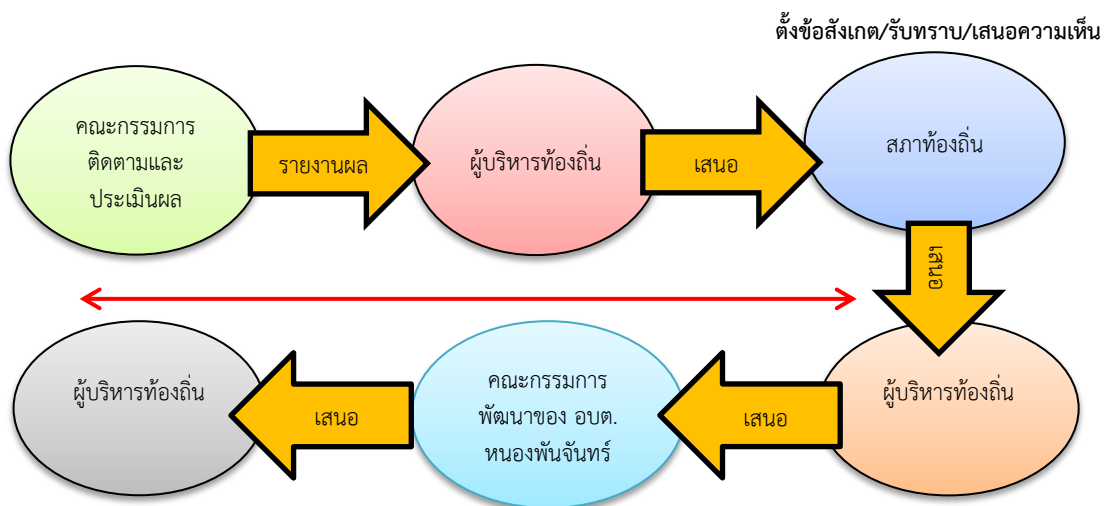 ตั้งข้อสังเกต/รับทราบ/เสนอความเห็น
คณะกรรมการ
ติดตามและ
ประเมินผล
รายงานผล
ผู้บริหารท้องถิ่น
เสนอ
สภาท้องถิ่น
เสนอ
ผู้บริหารท้องถิ่น
เสนอ
คณะกรรมการ
พัฒนาของ อบต.
หนองพันจันทร์
เสนอ
ผู้บริหารท้องถิ่น